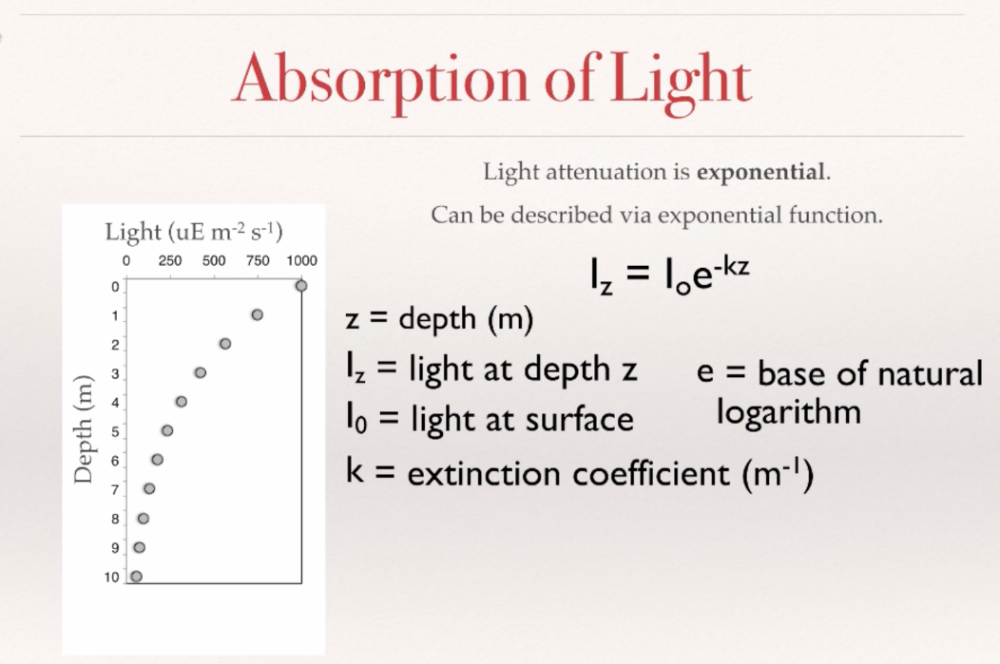 Absorption of Light
Light attenuation is exponential.
Can be described via exponential function.
Light (uE m⁻² s⁻¹)
0 250 500 750 1000
0
1
2
3
4
5
6
7
8
9
10
Depth (m)
I_z = I_oe^-kz
z = depth (m)
I_z = light at depth z
I₀ = light at surface
k = extinction coefficient (m⁻¹)
e = base of natural
logarithm